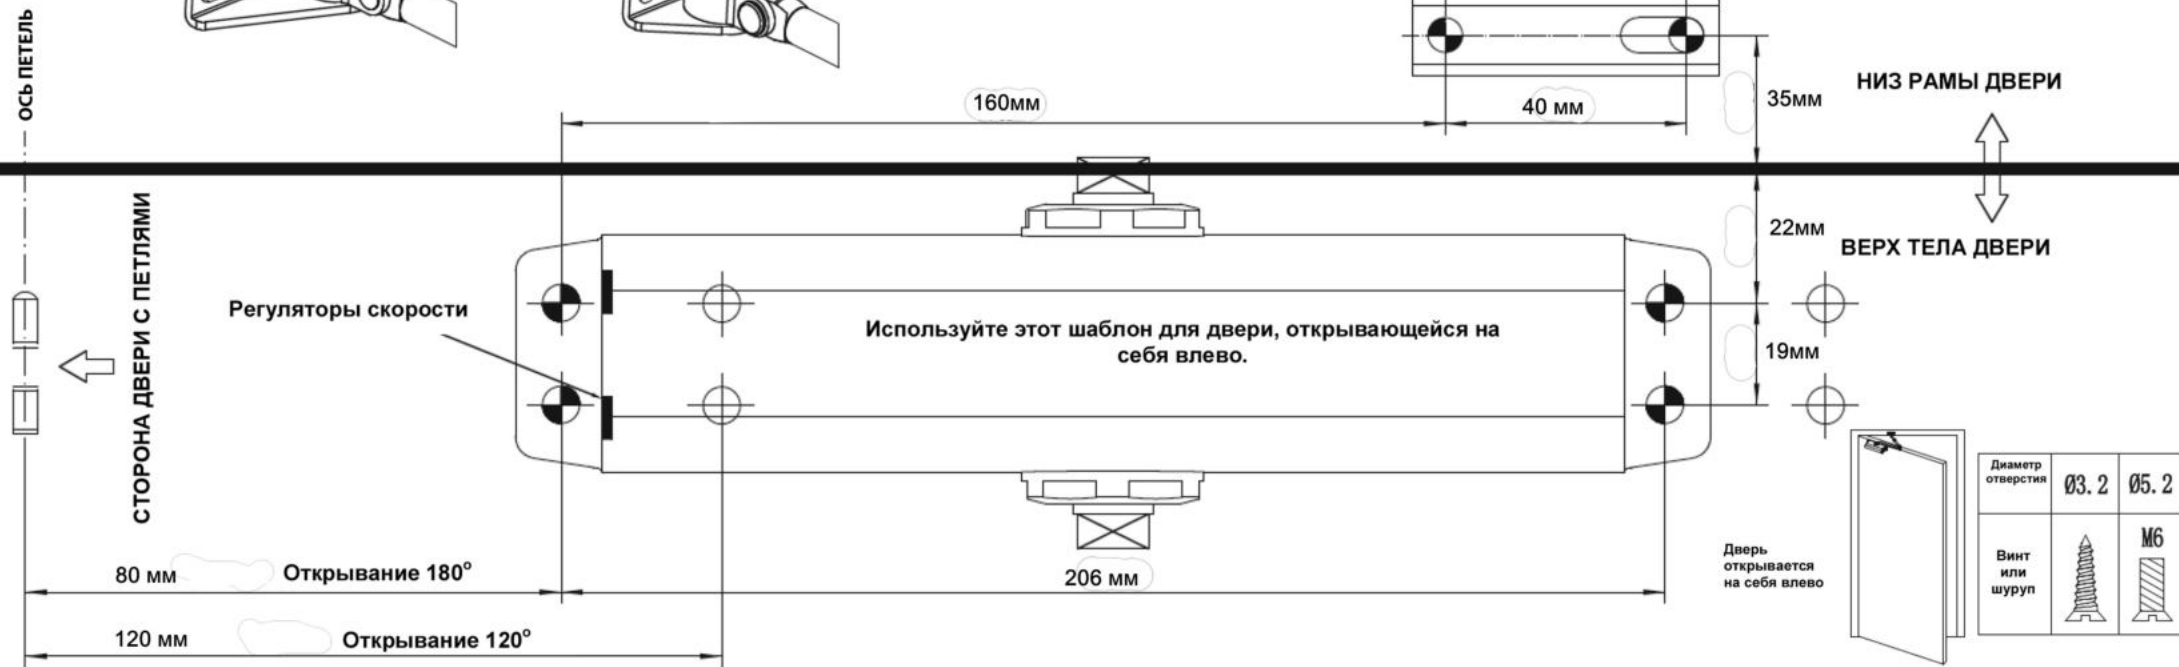 ОСЬ ПЕТЕЛЬ
160мм
40 мм
35мм
НИЗ РАМЫ ДВЕРИ
СТОРОНА ДВЕРИ С ПЕТЛЯМИ
22мм
ВЕРХ ТЕЛА ДВЕРИ
Регуляторы скорости
Используйте этот шаблон для двери, открывающейся на
себя влево.
19мм
Диаметр
отверстия
Ø3.2
Ø5.2
Винт
или
шуруп
M6
Дверь
открывается
на себя влево
80 мм
Открывание 180°
206 мм
120 мм
Открывание 120°